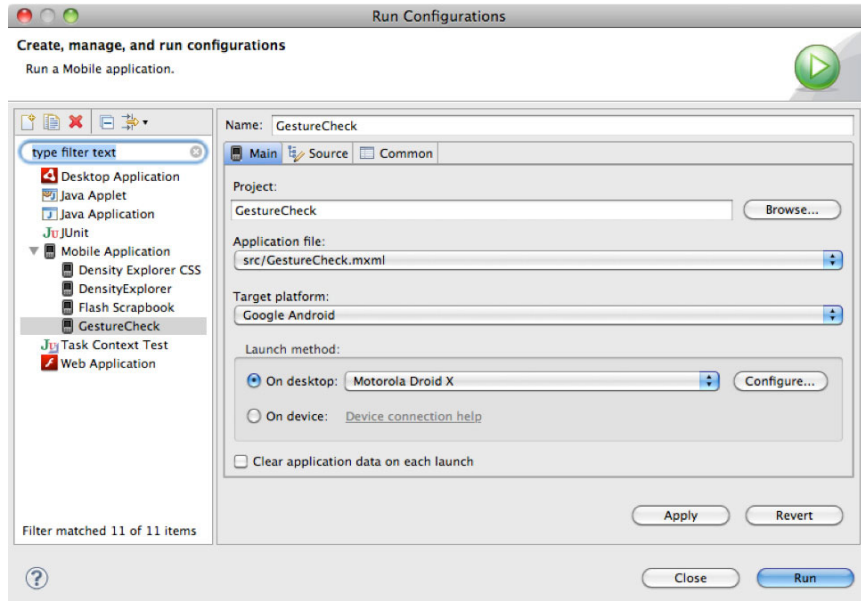 Run Configurations
Create, manage, and run configurations
Run a Mobile application.
type filter text
Desktop Application
Java Applet
Java Application
JUnit
Mobile Application
Density Explorer CSS
DensityExplorer
Flash Scrapbook
GestureCheck
Task Context Test
Web Application
Filter matched 11 of 11 items
Name: GestureCheck
Main Source Common
Project:
GestureCheck Browse...
Application file:
src/GestureCheck.mxml
Target platform:
Google Android
Launch method:
On desktop: Motorola Droid X Configure...
On device: Device connection help
Clear application data on each launch
Apply Revert
? Close Run